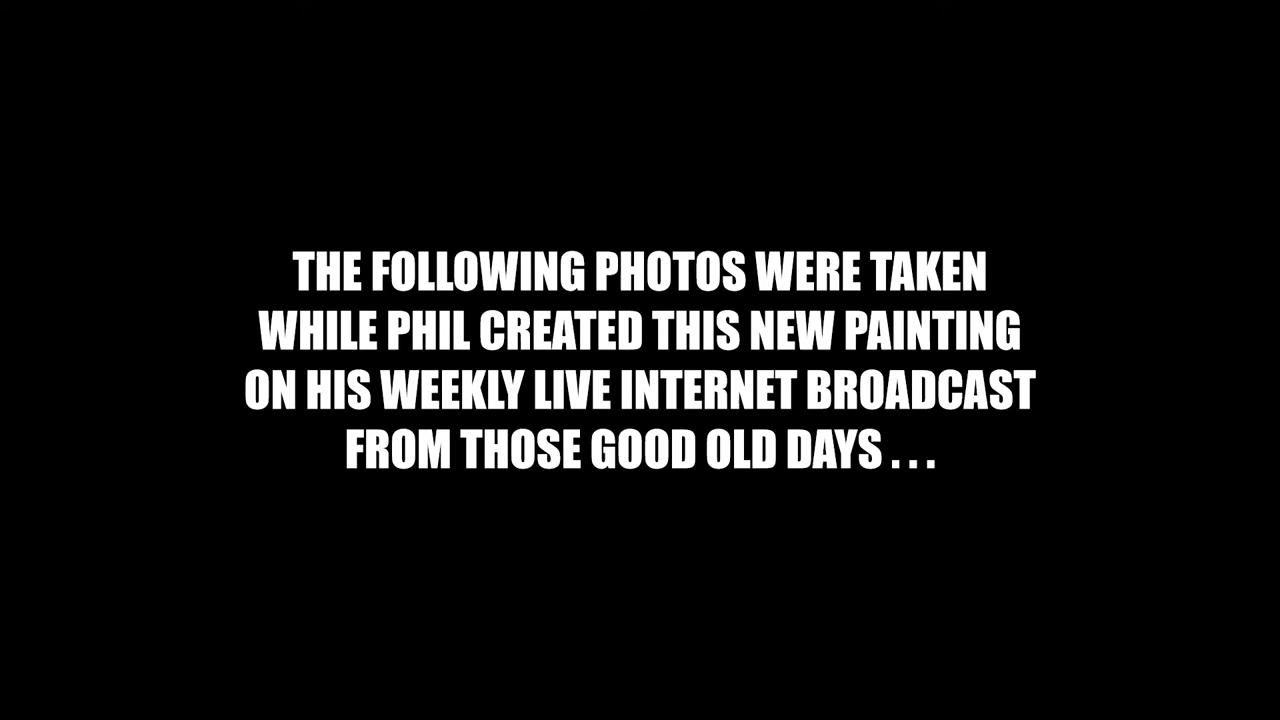 THE FOLLOWING PHOTOS WERE TAKEN
WHILE PHIL CREATED THIS NEW PAINTING
ON HIS WEEKLY LIVE INTERNET BROADCAST
FROM THOSE GOOD OLD DAYS . . .